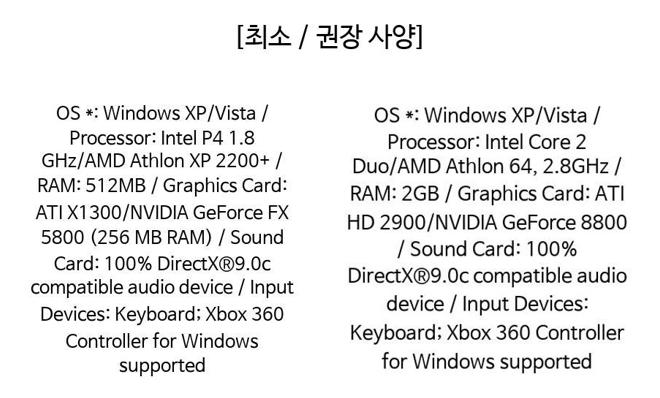 [최소 / 권장 사양]
OS *: Windows XP/Vista /
Processor: Intel P4 1.8
GHz/AMD Athlon XP 2200+ /
RAM: 512MB / Graphics Card:
ATI X1300/NVIDIA GeForce FX
5800 (256 MB RAM) / Sound
Card: 100% DirectX®9.0c
compatible audio device / Input
Devices: Keyboard; Xbox 360
Controller for Windows
supported
OS *: Windows XP/Vista /
Processor: Intel Core 2
Duo/AMD Athlon 64, 2.8GHz /
RAM: 2GB / Graphics Card: ATI
HD 2900/NVIDIA GeForce 8800
/ Sound Card: 100%
DirectX®9.0c compatible audio
device / Input Devices:
Keyboard; Xbox 360 Controller
for Windows supported